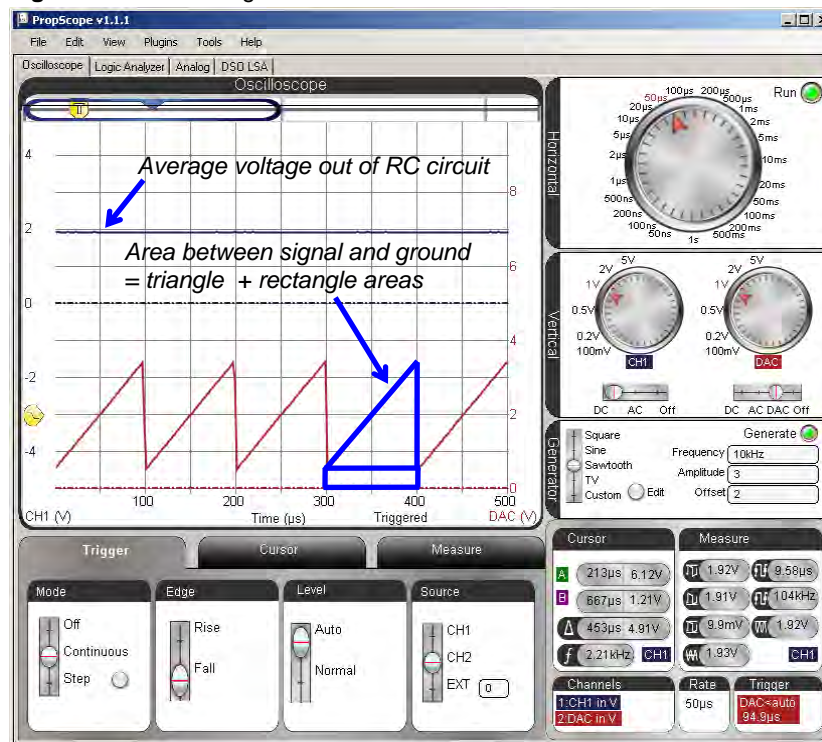 PropScope v1.1.1
File Edit View Plugins Tools Help
Oscilloscope Logic Analyzer Analog DSO LSA
Oscilloscope
4
2
0
-2
-4
8
6
4
2
0
Average voltage out of RC circuit
Area between signal and ground
= triangle + rectangle areas
100 200 300 400 500
CH1 (V) Time (µs) Triggered DAC (V)
Horizontal
Run
50µs 100µs 200µs 500µs
20µs 1ms
10µs 2ms
5µs 5ms
2µs 10ms
1µs 20ms
500ns 50ms
200ns 100ms
100ns 200ms
50ns 1s 500ms
Vertical
5V 5V
2V 2V
1V 1V
0.5V 0.5V
0.2V 0.2V
100mV 100mV
CH1 DAC
DC AC Off DC AC DAC Off
Generator
Square
Sine
Sawtooth
TV
Custom Edit
Generate
Frequency 10kHz
Amplitude 3
Offset 2
Trigger Cursor Measure
Mode
Off
Continuous
Step
Edge
Rise
Fall
Level
Auto
Normal
Source
CH1
CH2
EXT 0
Cursor
A 213µs 6.12V
B 667µs 1.21V
Δ 453µs 4.91V
f 2.21kHz CH1
Measure
1.92V 9.58µs
1.91V 104kHz
9.9mV 1.92V
1.93V CH1
Channels
1:CH1 in V
2:DAC in V
Rate
50µs
Trigger
DAC<auto
94.9µs